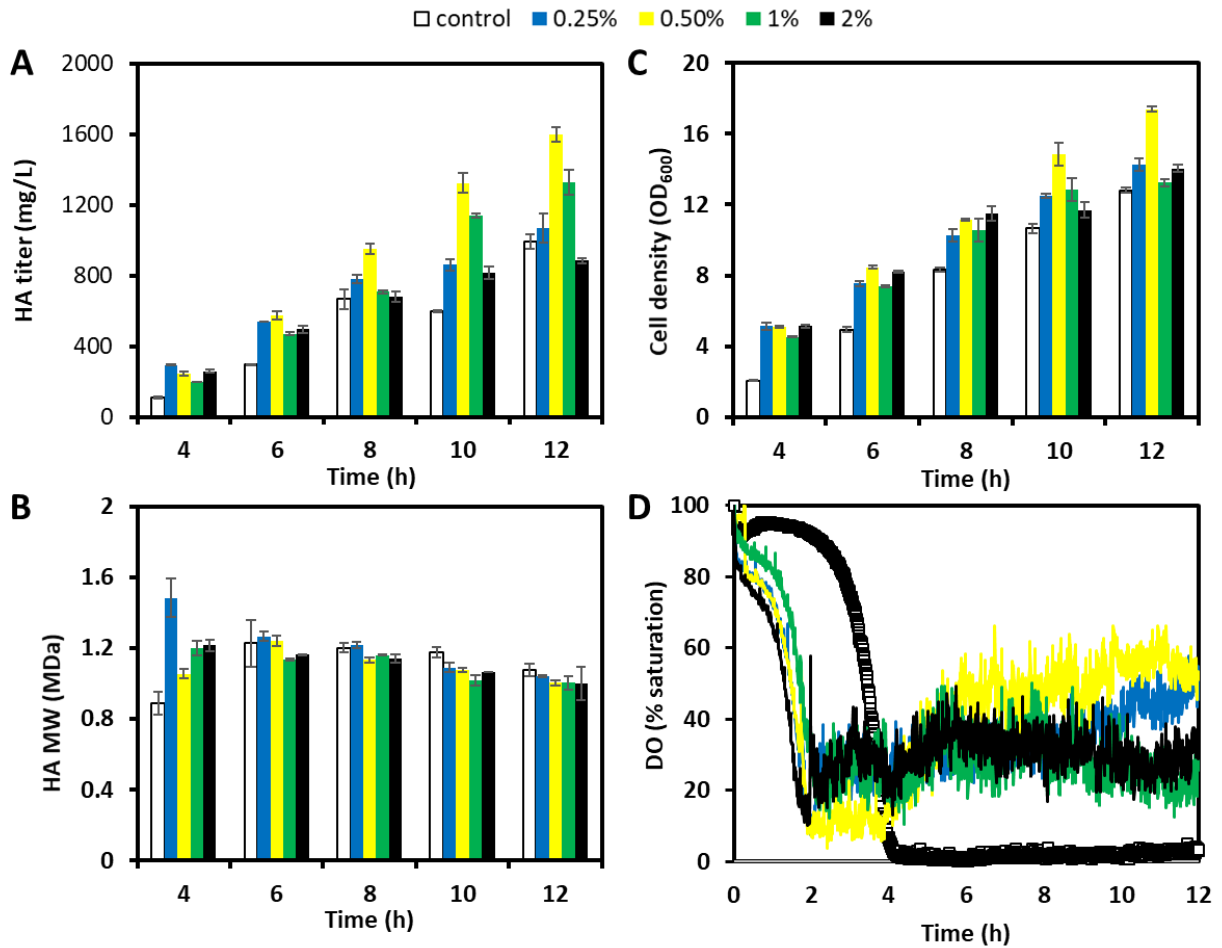 control 0.25% 0.50% 1% 2%
A
2000
1600
1200
800
400
0
HA titer (mg/L)
4 6 8 10 12
Time (h)
C
20
16
12
8
4
0
Cell density (OD600)
4 6 8 10 12
Time (h)
B
2
1.6
1.2
0.8
0.4
0
HA MW (MDa)
4 6 8 10 12
Time (h)
D
100
80
60
40
20
0
DO (% saturation)
0 2 4 6 8 10 12
Time (h)